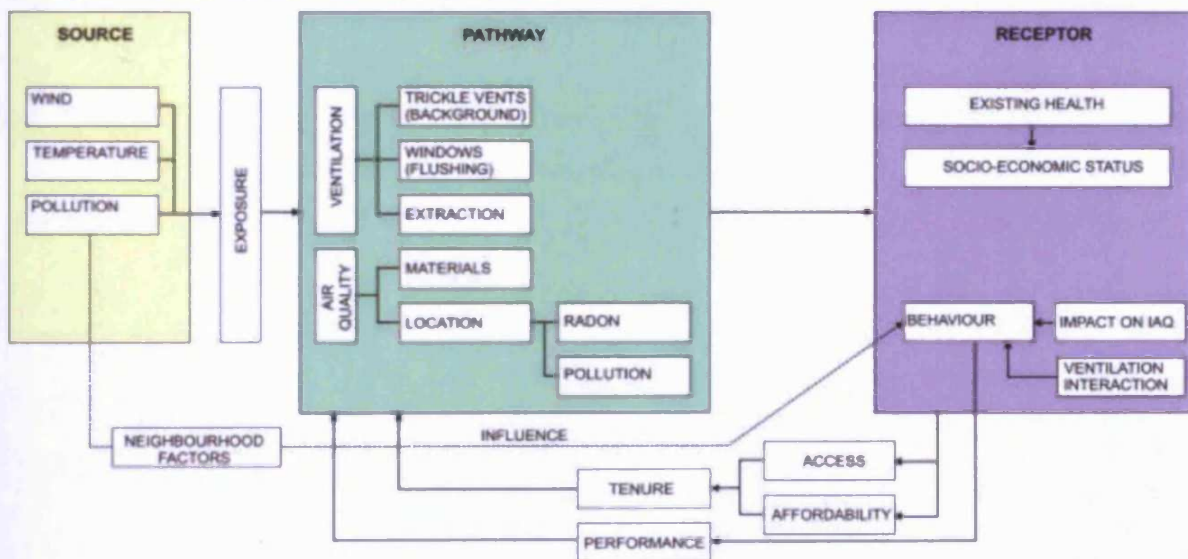 SOURCE
WIND
TEMPERATURE
POLLUTION
EXPOSURE
PATHWAY
VENTILATION
TRICKLE VENTS
(BACKGROUND)
WINDOWS
(FLUSHING)
EXTRACTION
AIR
QUALITY
MATERIALS
LOCATION
RADON
POLLUTION
RECEPTOR
EXISTING HEALTH
SOCIO-ECONOMIC STATUS
BEHAVIOUR
IMPACT ON IAQ
VENTILATION
INTERACTION
NEIGHBOURHOOD
FACTORS
INFLUENCE
ACCESS
TENURE
AFFORDABILITY
PERFORMANCE